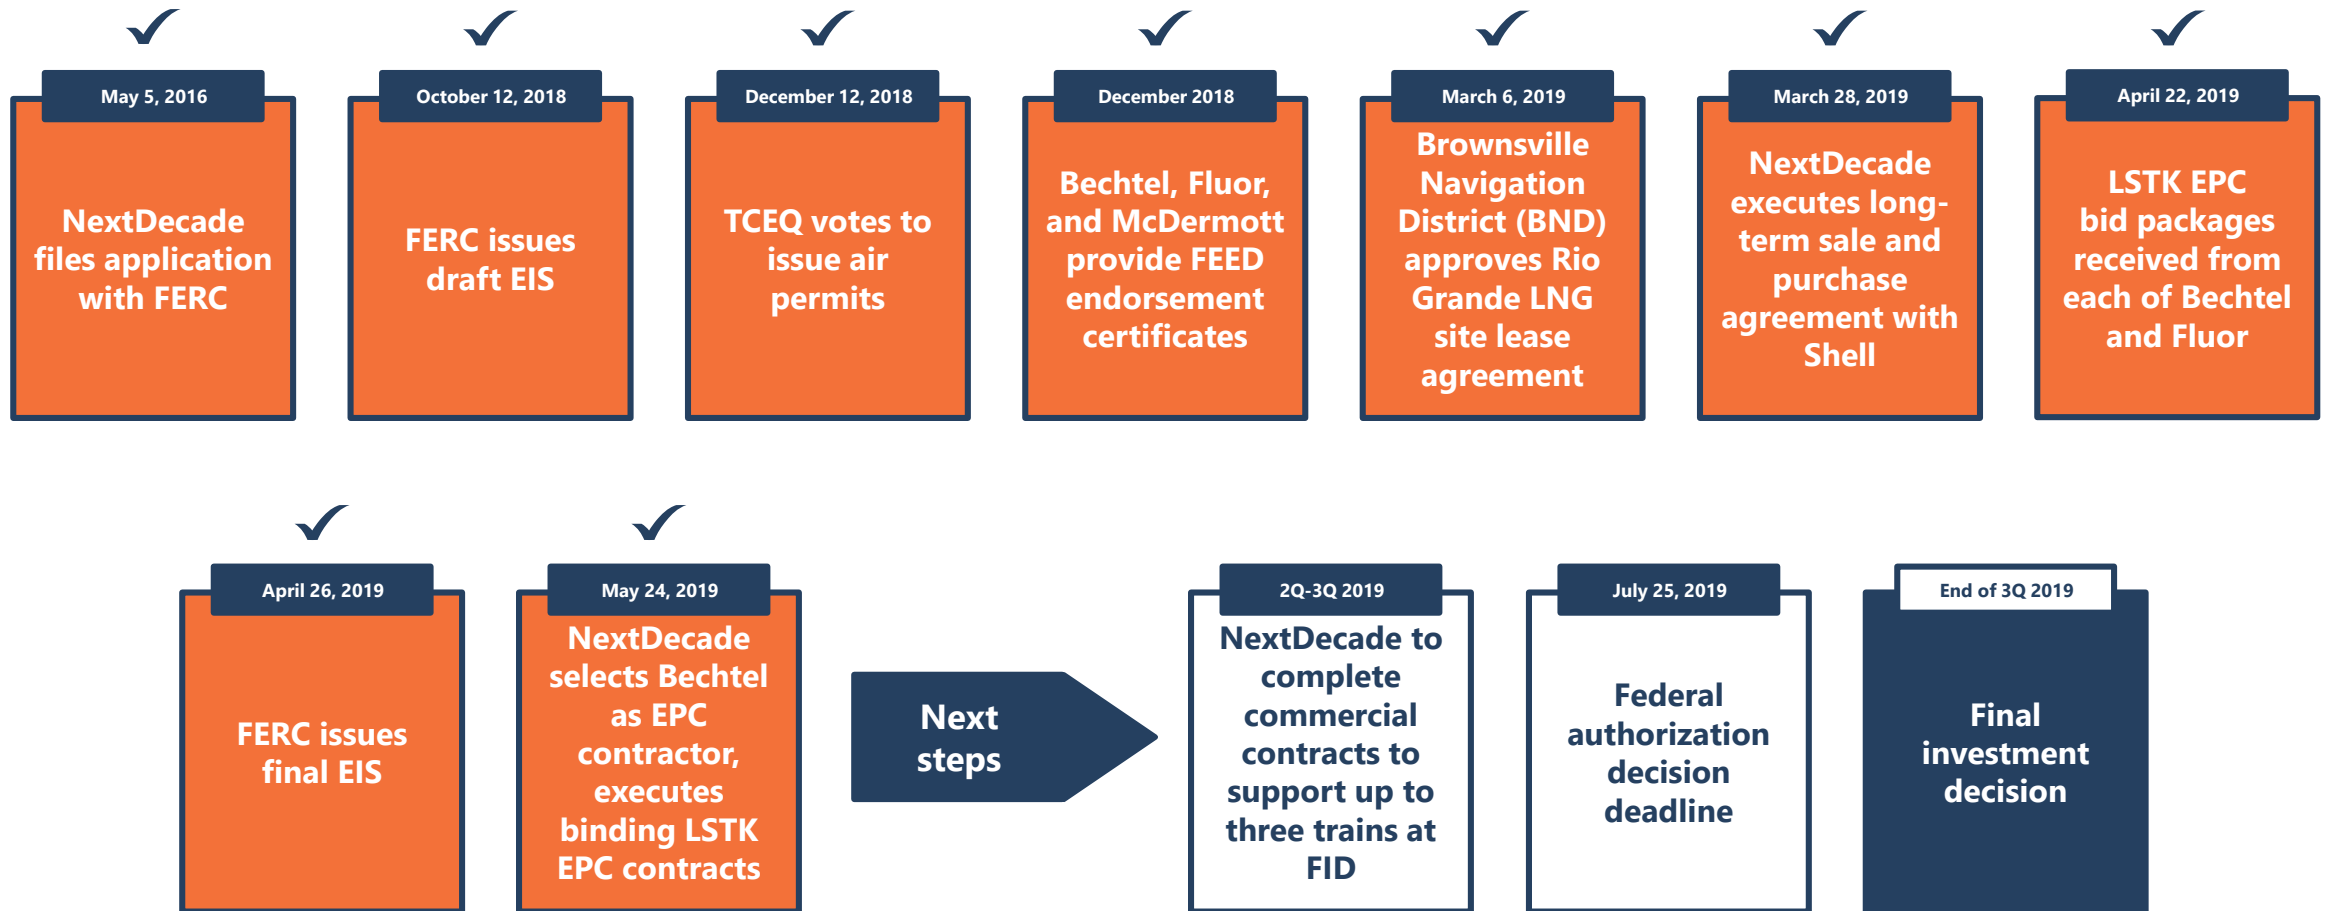 May 5, 2016
NextDecade
files application
with FERC
October 12, 2018
FERC issues
draft EIS
December 12, 2018
TCEQ votes to
issue air
permits
December 2018
Bechtel, Fluor,
and McDermott
provide FEED
endorsement
certificates
March 6, 2019
Brownsville
Navigation
District (BND)
approves Rio
Grande LNG
site lease
agreement
March 28, 2019
NextDecade
executes long-
term sale and
purchase
agreement with
Shell
April 22, 2019
LSTK EPC
bid packages
received from
each of Bechtel
and Fluor
April 26, 2019
FERC issues
final EIS
May 24, 2019
NextDecade
selects Bechtel
as EPC
contractor,
executes
binding LSTK
EPC contracts
Next
steps
2Q-3Q 2019
NextDecade to
complete
commercial
contracts to
support up to
three trains at
FID
July 25, 2019
Federal
authorization
decision
deadline
End of 3Q 2019
Final
investment
decision